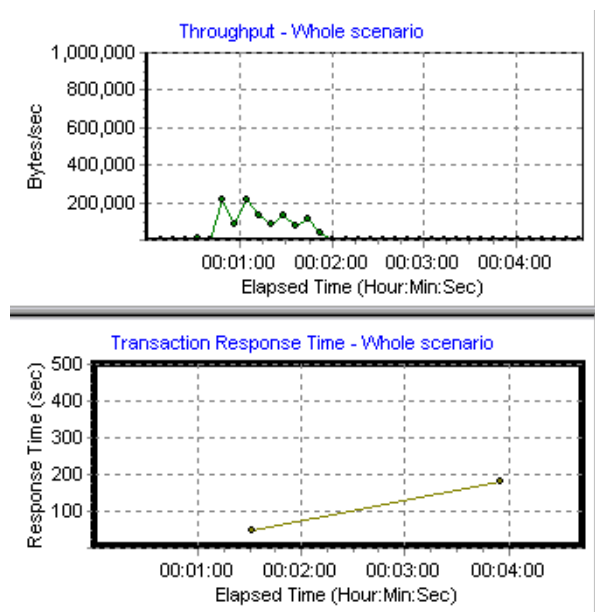 Throughput - Whole scenario
1,000,000
800,000
600,000
400,000
200,000
Bytes/sec
00:01:00 00:02:00 00:03:00 00:04:00
Elapsed Time (Hour:Min:Sec)
Transaction Response Time - Whole scenario
500
400
300
200
100
Response Time (sec)
00:01:00 00:02:00 00:03:00 00:04:00
Elapsed Time (Hour:Min:Sec)